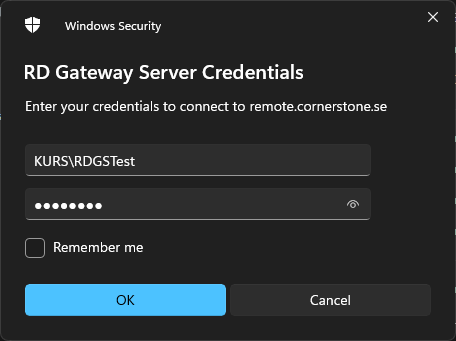 Windows Security
RD Gateway Server Credentials
Enter your credentials to connect to remote.cornerstone.se
KURS\RDGSTest
●●●●●●●●
Remember me
OK
Cancel